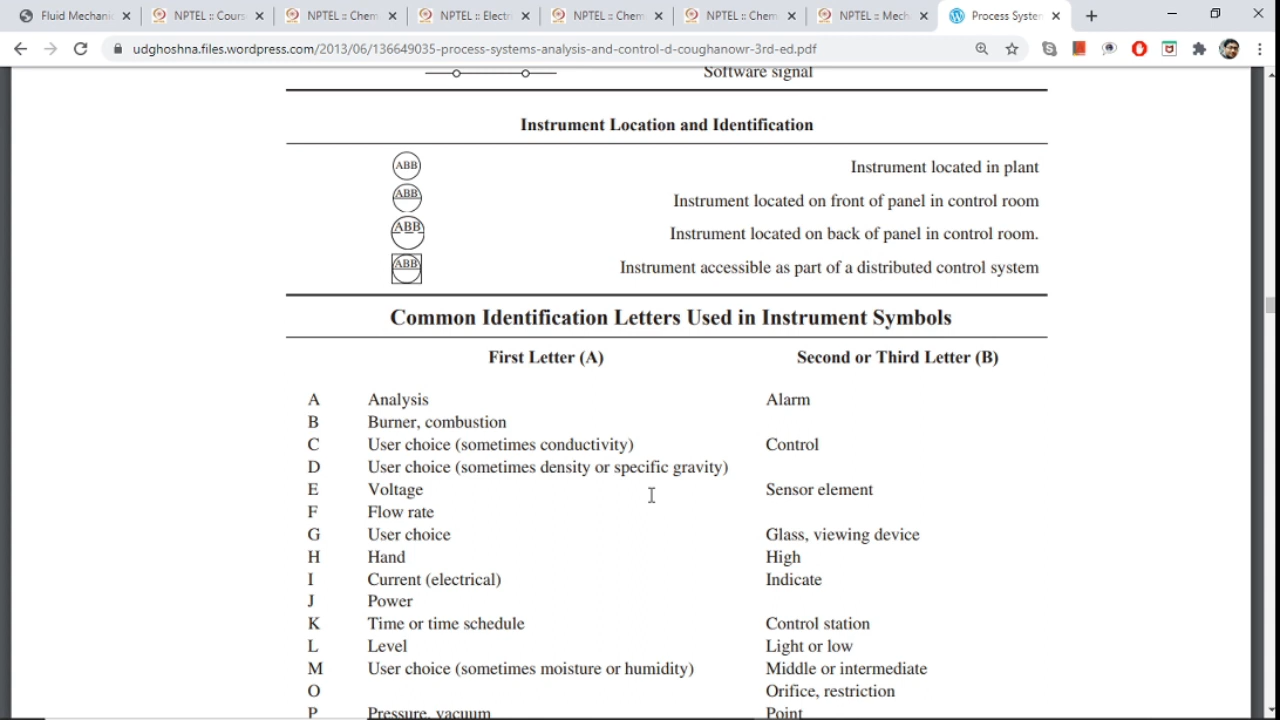 Fluid Mechanic
NPTEL :: Cours
NPTEL :: Chem
NPTEL :: Electr
NPTEL :: Chem
NPTEL :: Chem
NPTEL :: Mech
Process System
udghoshna.files.wordpress.com/2013/06/136649035-process-systems-analysis-and-control-d-coughanowr-3rd-ed.pdf
Software signal
Instrument Location and Identification
ABB Instrument located in plant
ABB Instrument located on front of panel in control room
ABB Instrument located on back of panel in control room.
ABB Instrument accessible as part of a distributed control system
Common Identification Letters Used in Instrument Symbols
First Letter (A) Second or Third Letter (B)
A Analysis Alarm
B Burner, combustion
C User choice (sometimes conductivity) Control
D User choice (sometimes density or specific gravity)
E Voltage Sensor element
F Flow rate
G User choice Glass, viewing device
H Hand High
I Current (electrical) Indicate
J Power
K Time or time schedule Control station
L Level Light or low
M User choice (sometimes moisture or humidity) Middle or intermediate
O Orifice, restriction
P Pressure, vacuum Point